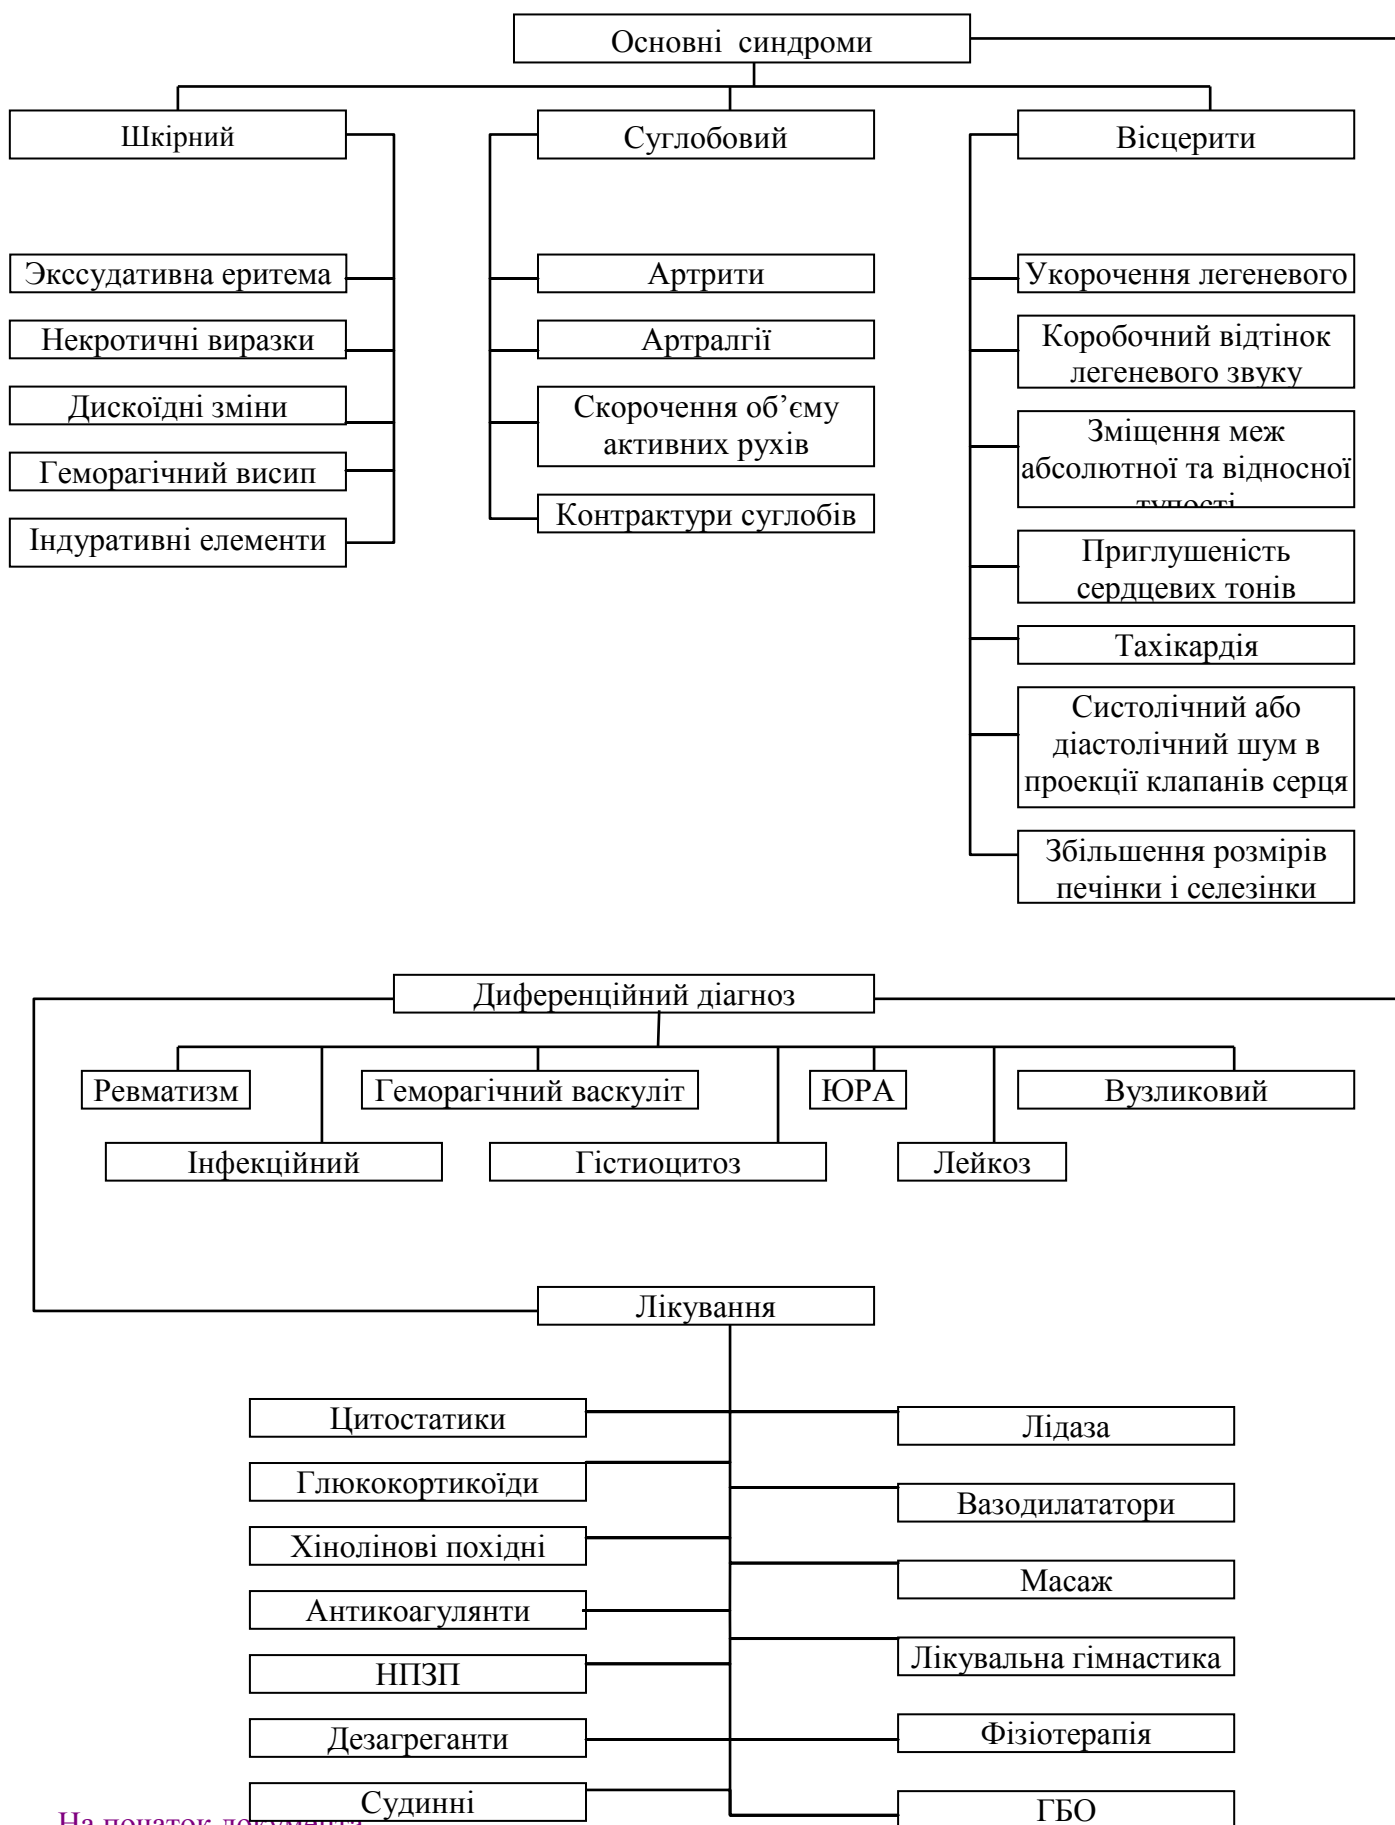 Основні синдроми
Шкірний
Суглобовий
Вісцерити
Экссудативна еритема
Некротичні виразки
Дискоїдні зміни
Геморагічний висип
Індуративні елементи
Артрити
Артралгії
Скорочення об’єму
активних рухів
Контрактури суглобів
Укорочення легеневого
Коробочний відтінок
легеневого звуку
Зміщення меж
абсолютної та відносної
тупості
Приглушеність
сердцевих тонів
Тахікардія
Систолічний або
діастолічний шум в
проекції клапанів серця
Збільшення розмірів
печінки і селезінки
Диференційний діагноз
Ревматизм
Геморагічний васкуліт
ЮРА
Вузликовий
Інфекційний
Гістиоцитоз
Лейкоз
Лікування
Цитостатики
Глюкокортикоїди
Хінолінові похідні
Антикоагулянти
НПЗП
Дезагреганти
Судинні
Лідаза
Вазодилататори
Масаж
Лікувальна гімнастика
Фізіотерапія
ГБО
На початок документа